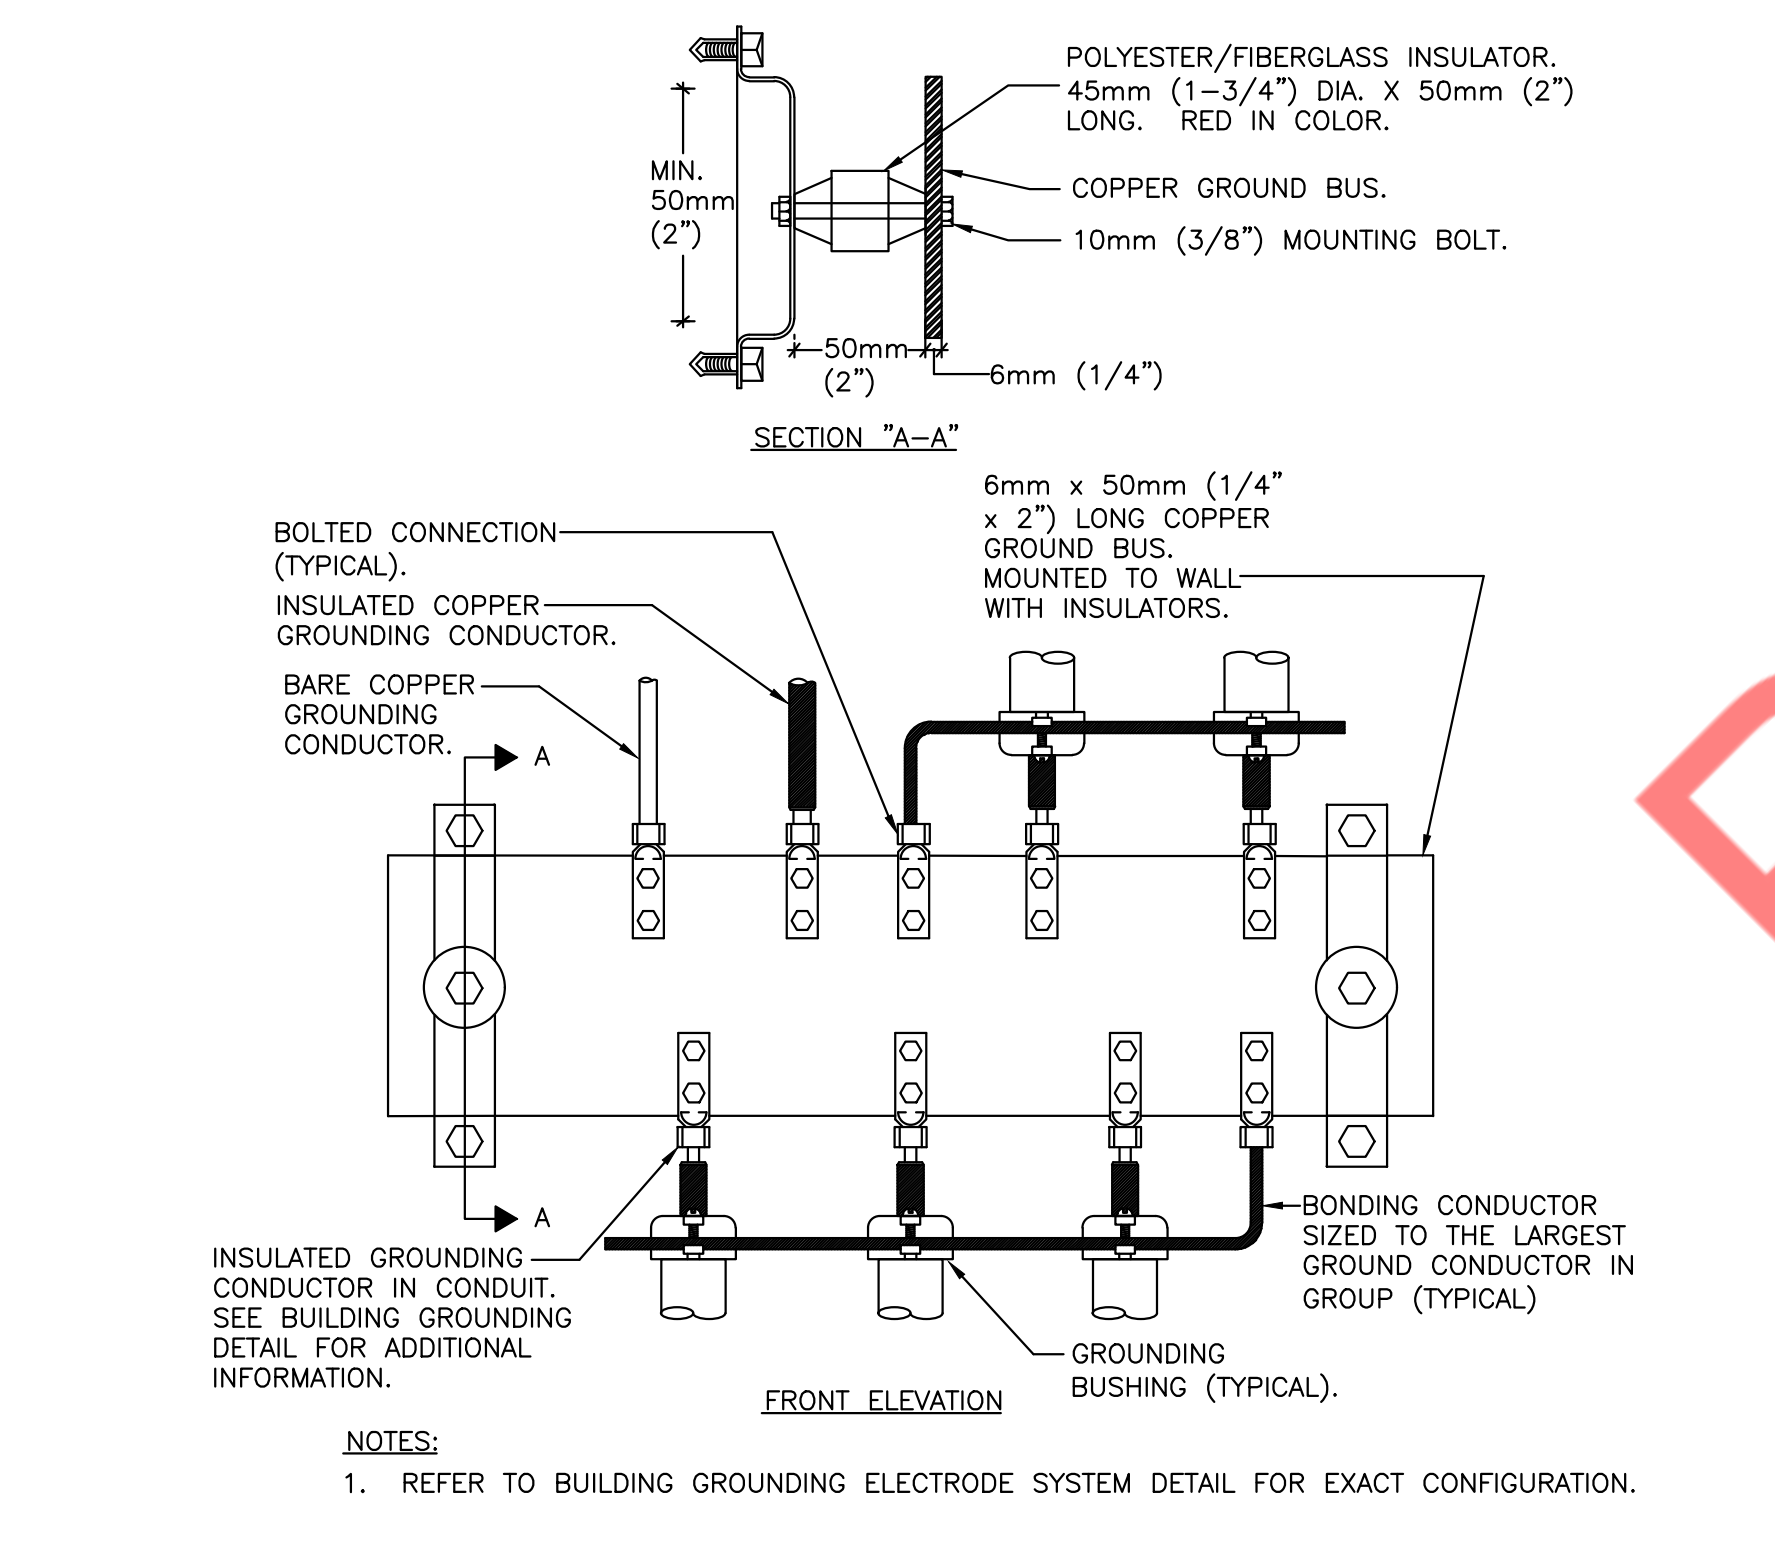 POLYESTER/FIBERGLASS INSULATOR.
45mm (1-3/4") DIA. X 50mm (2")
LONG. RED IN COLOR.
COPPER GROUND BUS.
10mm (3/8") MOUNTING BOLT.
MIN.
50mm
(2")
50mm
(2")
6mm (1/4")
SECTION "A-A"
6mm x 50mm (1/4"
x 2") LONG COPPER
GROUND BUS.
MOUNTED TO WALL
WITH INSULATORS.
BOLTED CONNECTION
(TYPICAL).
INSULATED COPPER
GROUNDING CONDUCTOR.
BARE COPPER
GROUNDING
CONDUCTOR.
A
A
INSULATED GROUNDING
CONDUCTOR IN CONDUIT.
SEE BUILDING GROUNDING
DETAIL FOR ADDITIONAL
INFORMATION.
BONDING CONDUCTOR
SIZED TO THE LARGEST
GROUND CONDUCTOR IN
GROUP (TYPICAL)
GROUNDING
BUSHING (TYPICAL).
FRONT ELEVATION
NOTES:
1. REFER TO BUILDING GROUNDING ELECTRODE SYSTEM DETAIL FOR EXACT CONFIGURATION.